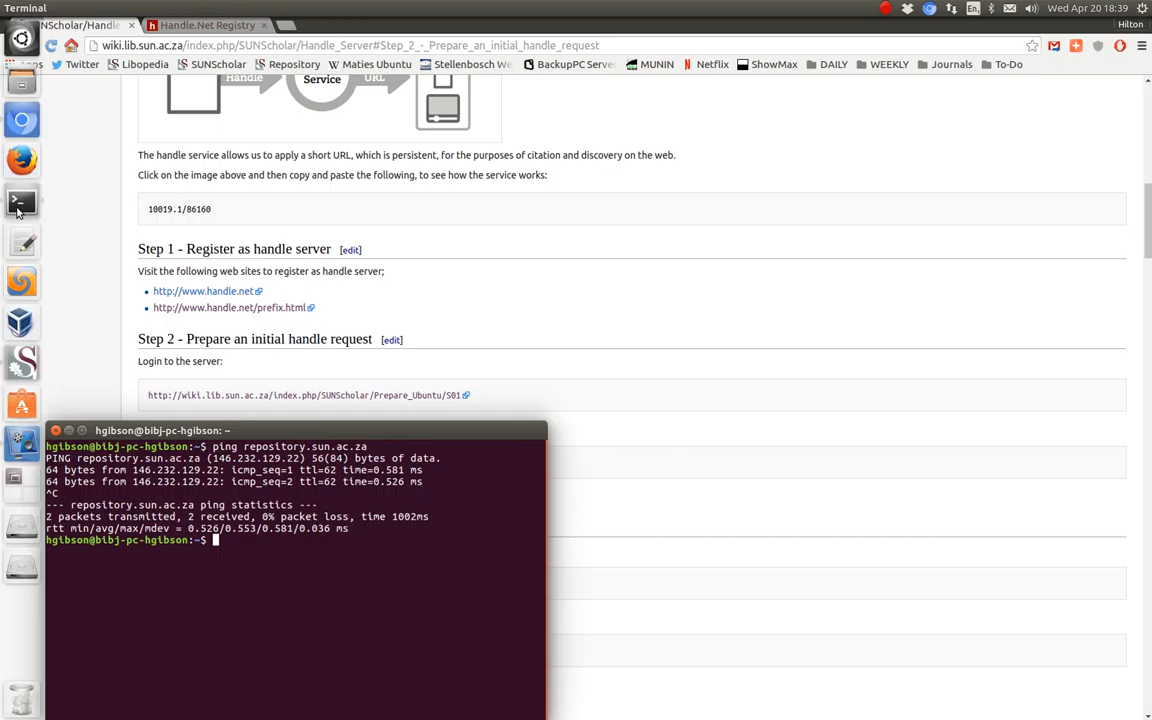 Terminal
En
Wed Apr 20 18:39
NScholar/Handle
Handle.Net Registry
Hilton
wiki.lib.sun.ac.za/index.php/SUNScholar/Handle_Server#Step_2_-_Prepare_an_initial_handle_request
Twitter
Libopedia
SUNScholar
Repository
Maties Ubuntu
Stellenbosch We
BackupPC Serve
MUNIN
Netflix
ShowMax
DAILY
WEEKLY
Journals
To-Do
Handle
Service
URL
The handle service allows us to apply a short URL, which is persistent, for the purposes of citation and discovery on the web.
Click on the image above and then copy and paste the following, to see how the service works:
10019.1/86160
Step 1 - Register as handle server [edit]
Visit the following web sites to register as handle server;
http://www.handle.net
http://www.handle.net/prefix.html
Step 2 - Prepare an initial handle request [edit]
Login to the server:
http://wiki.lib.sun.ac.za/index.php/SUNScholar/Prepare_Ubuntu/S01
hgibson@bibj-pc-hgibson: ~
hgibson@bibj-pc-hgibson:~$ ping repository.sun.ac.za
PING repository.sun.ac.za (146.232.129.22) 56(84) bytes of data.
64 bytes from 146.232.129.22: icmp_seq=1 ttl=62 time=0.581 ms
64 bytes from 146.232.129.22: icmp_seq=2 ttl=62 time=0.526 ms
^C
--- repository.sun.ac.za ping statistics ---
2 packets transmitted, 2 received, 0% packet loss, time 1002ms
rtt min/avg/max/mdev = 0.526/0.553/0.581/0.036 ms
hgibson@bibj-pc-hgibson:~$